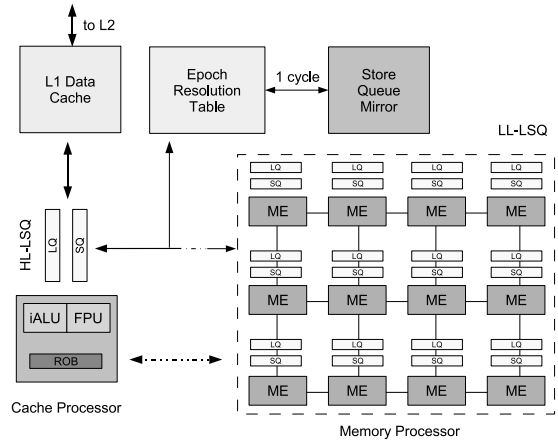 to L2
L1 Data
Cache
Epoch
Resolution
Table
1 cycle
Store
Queue
Mirror
LL-LSQ
HL-LSQ
LQ
SQ
LQ LQ LQ LQ
SQ SQ SQ SQ
ME ME ME ME
LQ LQ LQ LQ
SQ SQ SQ SQ
ME ME ME ME
LQ LQ LQ LQ
SQ SQ SQ SQ
ME ME ME ME
iALU FPU
ROB
Cache Processor
Memory Processor